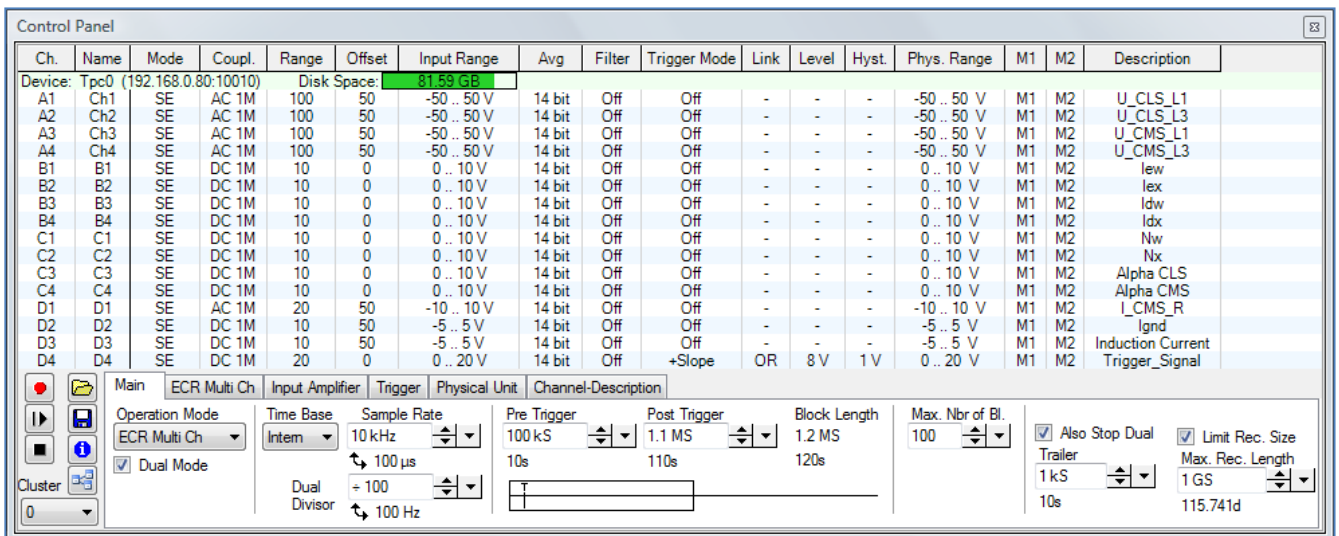 Control Panel
Ch. Name Mode Coupl. Range Offset Input Range Avg Filter Trigger Mode Link Level Hyst. Phys. Range M1 M2 Description
Device: Tpc0 (192.168.0.80:10010) Disk Space: 81.59 GB
A1 Ch1 SE AC 1M 100 50 -50 .. 50 V 14 bit Off Off - - - -50 .. 50 V M1 M2 U_CLS_L1
A2 Ch2 SE AC 1M 100 50 -50 .. 50 V 14 bit Off Off - - - -50 .. 50 V M1 M2 U_CLS_L3
A3 Ch3 SE AC 1M 100 50 -50 .. 50 V 14 bit Off Off - - - -50 .. 50 V M1 M2 U_CMS_L1
A4 Ch4 SE AC 1M 100 50 -50 .. 50 V 14 bit Off Off - - - -50 .. 50 V M1 M2 U_CMS_L3
B1 B1 SE DC 1M 10 0 0 .. 10 V 14 bit Off Off - - - 0 .. 10 V M1 M2 Iew
B2 B2 SE DC 1M 10 0 0 .. 10 V 14 bit Off Off - - - 0 .. 10 V M1 M2 Iex
B3 B3 SE DC 1M 10 0 0 .. 10 V 14 bit Off Off - - - 0 .. 10 V M1 M2 Idw
B4 B4 SE DC 1M 10 0 0 .. 10 V 14 bit Off Off - - - 0 .. 10 V M1 M2 Idx
C1 C1 SE DC 1M 10 0 0 .. 10 V 14 bit Off Off - - - 0 .. 10 V M1 M2 Nw
C2 C2 SE DC 1M 10 0 0 .. 10 V 14 bit Off Off - - - 0 .. 10 V M1 M2 Nx
C3 C3 SE DC 1M 10 0 0 .. 10 V 14 bit Off Off - - - 0 .. 10 V M1 M2 Alpha CLS
C4 C4 SE DC 1M 10 0 0 .. 10 V 14 bit Off Off - - - 0 .. 10 V M1 M2 Alpha CMS
D1 D1 SE AC 1M 20 50 -10 .. 10 V 14 bit Off Off - - - -10 .. 10 V M1 M2 I_CMS_R
D2 D2 SE DC 1M 10 50 -5 .. 5 V 14 bit Off Off - - - -5 .. 5 V M1 M2 Ignd
D3 D3 SE DC 1M 10 50 -5 .. 5 V 14 bit Off Off - - - -5 .. 5 V M1 M2 Induction Current
D4 D4 SE DC 1M 20 0 0 .. 20 V 14 bit Off +Slope OR 8 V 1 V 0 .. 20 V M1 M2 Trigger_Signal
Main ECR Multi Ch Input Amplifier Trigger Physical Unit Channel-Description
Operation Mode Time Base Sample Rate Pre Trigger Post Trigger Block Length Max. Nbr of Bl.
ECR Multi Ch Intern 10 kHz 100 kS 1.1 MS 1.2 MS 100 Also Stop Dual Limit Rec. Size
Dual Mode 100 µs 10s 110s 120s Trailer Max. Rec. Length
Cluster Dual Divisor ÷ 100 T 1 kS 1 GS
0 100 Hz 10s 115.741d